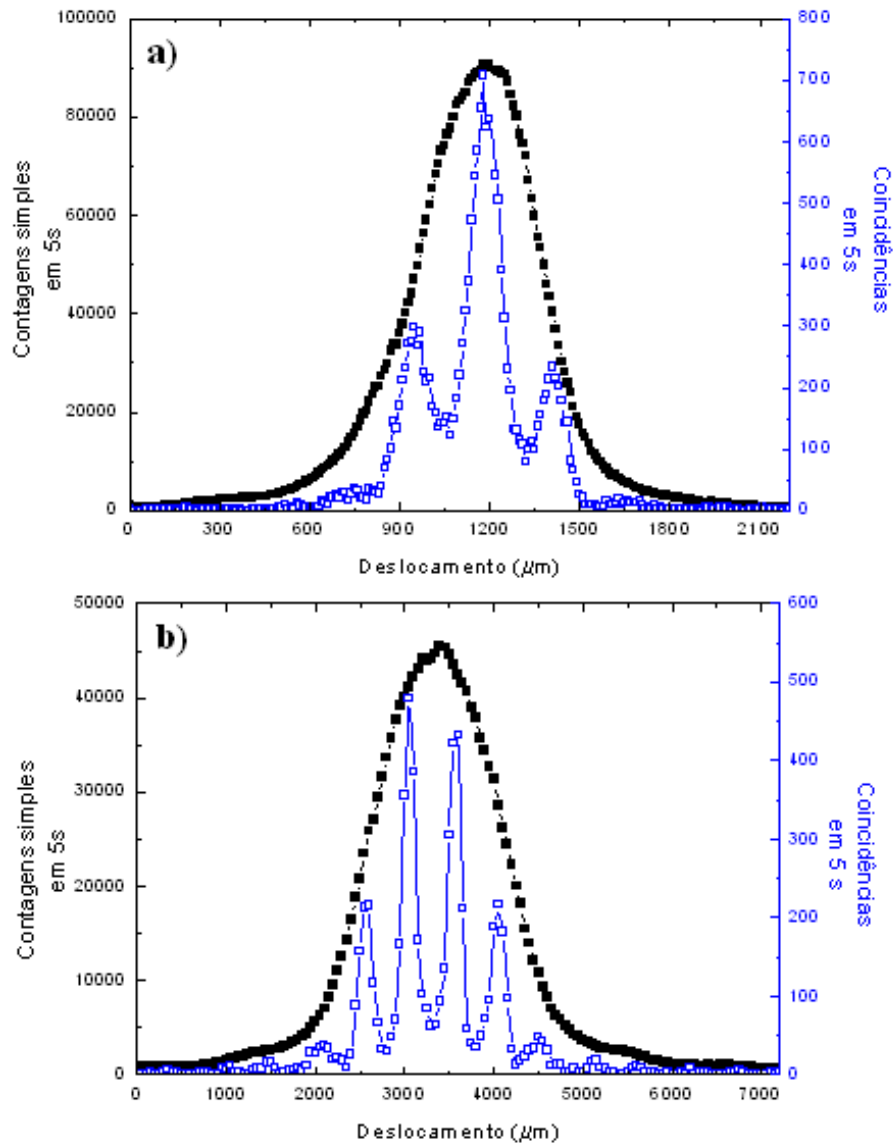 a)
100000
80000
60000
40000
20000
0
Contagens simples
em 5s
800
700
600
500
400
300
200
100
0
Coincidências
em 5s
0 300 600 900 1200 1500 1800 2100
Deslocamento (μm)
b)
50000
40000
30000
20000
10000
0
Contagens simples
em 5s
600
500
400
300
200
100
0
Coincidências
em 5 s
0 1000 2000 3000 4000 5000 6000 7000
Deslocamento (μm)